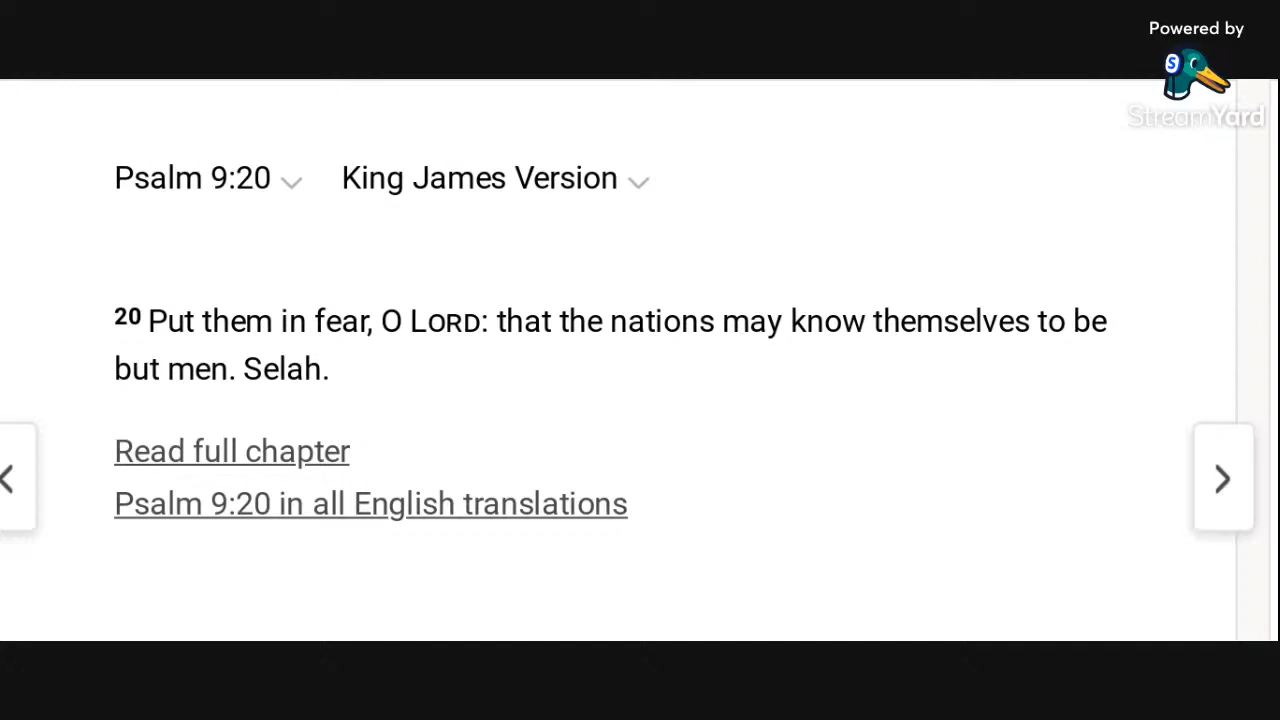 Powered by
S
StreamYard
Psalm 9:20 King James Version
20 Put them in fear, O LORD: that the nations may know themselves to be
but men. Selah.
Read full chapter
Psalm 9:20 in all English translations